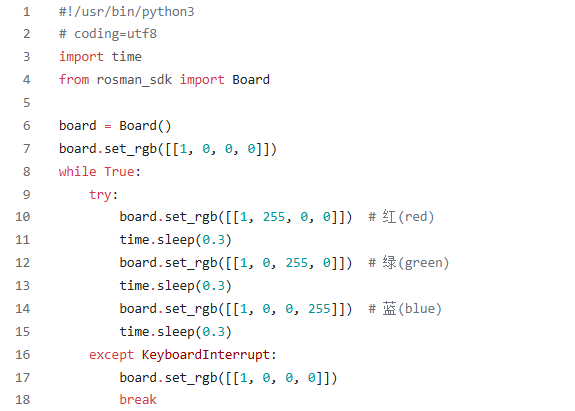 1 #!/usr/bin/python3
2 # coding=utf8
3 import time
4 from rosman_sdk import Board
5
6 board = Board()
7 board.set_rgb([[1, 0, 0, 0]])
8 while True:
9     try:
10         board.set_rgb([[1, 255, 0, 0]])  # 红(red)
11         time.sleep(0.3)
12         board.set_rgb([[1, 0, 255, 0]])  # 绿(green)
13         time.sleep(0.3)
14         board.set_rgb([[1, 0, 0, 255]])  # 蓝(blue)
15         time.sleep(0.3)
16     except KeyboardInterrupt:
17         board.set_rgb([[1, 0, 0, 0]])
18         break